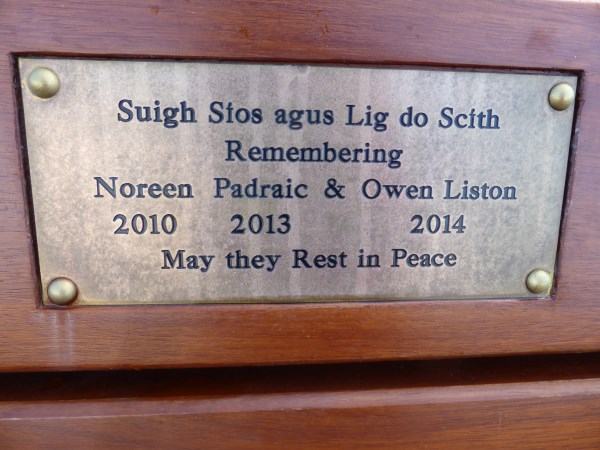 Suigh Síos agus Lig do Scíth
Remembering
Noreen Padraic & Owen Liston
2010 2013 2014
May they Rest in Peace